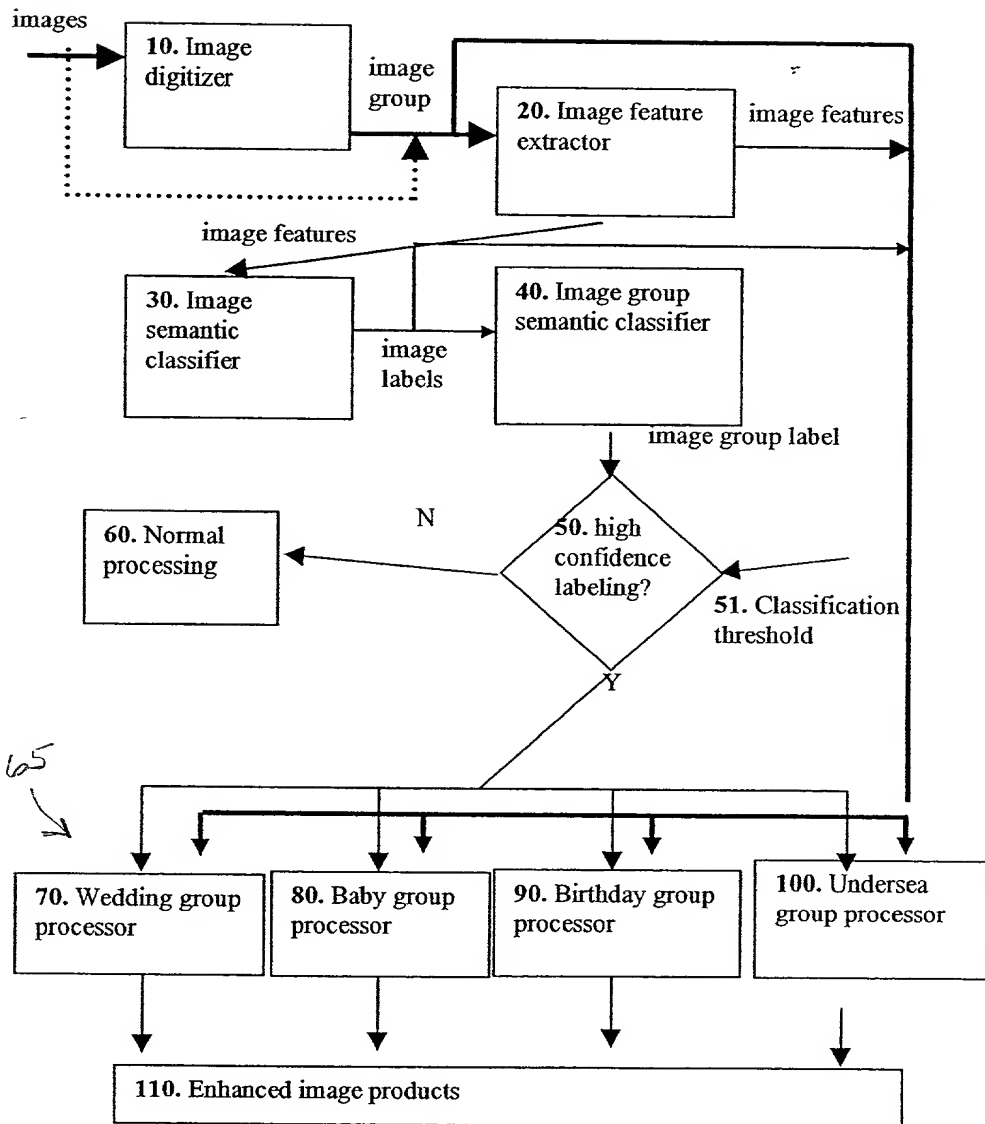 images
10. Image
digitizer
image
group
20. Image feature
extractor
image features
image features
30. Image
semantic
classifier
image
labels
40. Image group
semantic classifier
image group label
N
50. high
confidence
labeling?
60. Normal
processing
51. Classification
threshold
Y
65
70. Wedding group
processor
80. Baby group
processor
90. Birthday group
processor
100. Undersea
group processor
110. Enhanced image products